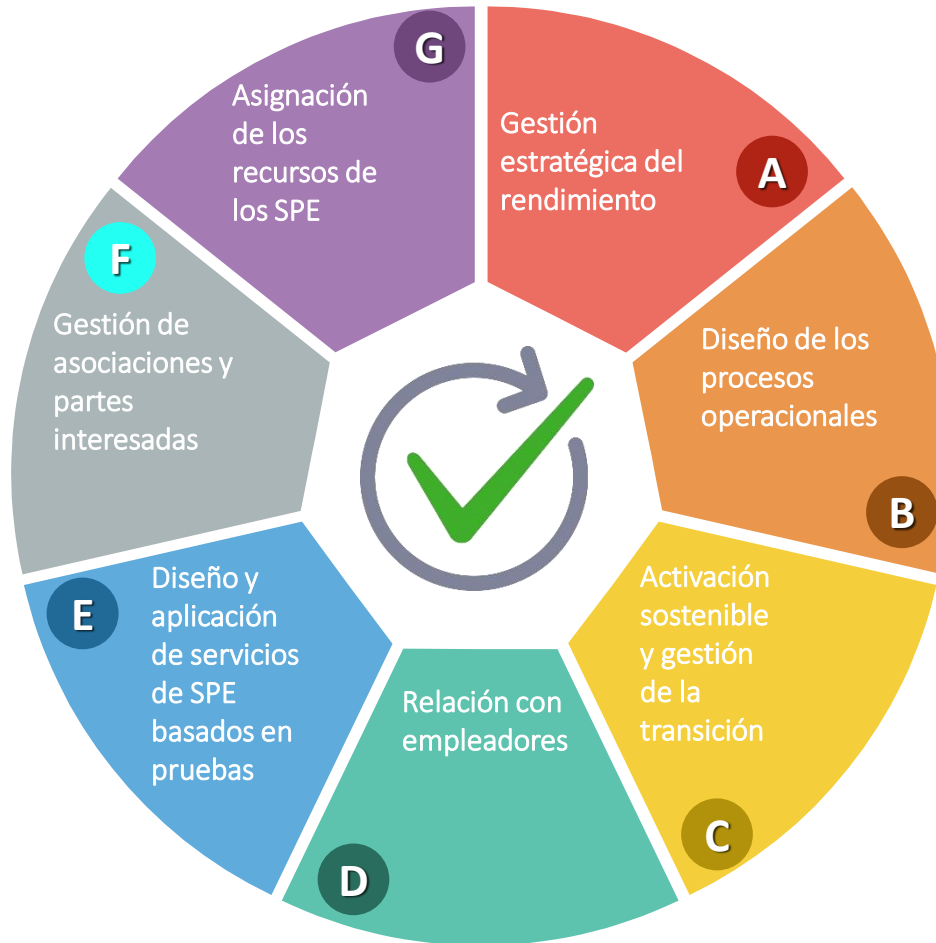 A
Gestión
estratégica del
rendimiento
B
Diseño de los
procesos
operacionales
C
Activación
sostenible
y gestión
de la
transición
D
Relación con
empleadores
E
Diseño y
aplicación
de servicios
de SPE
basados en
pruebas
F
Gestión de
asociaciones y
partes
interesadas
G
Asignación
de los
recursos de
los SPE